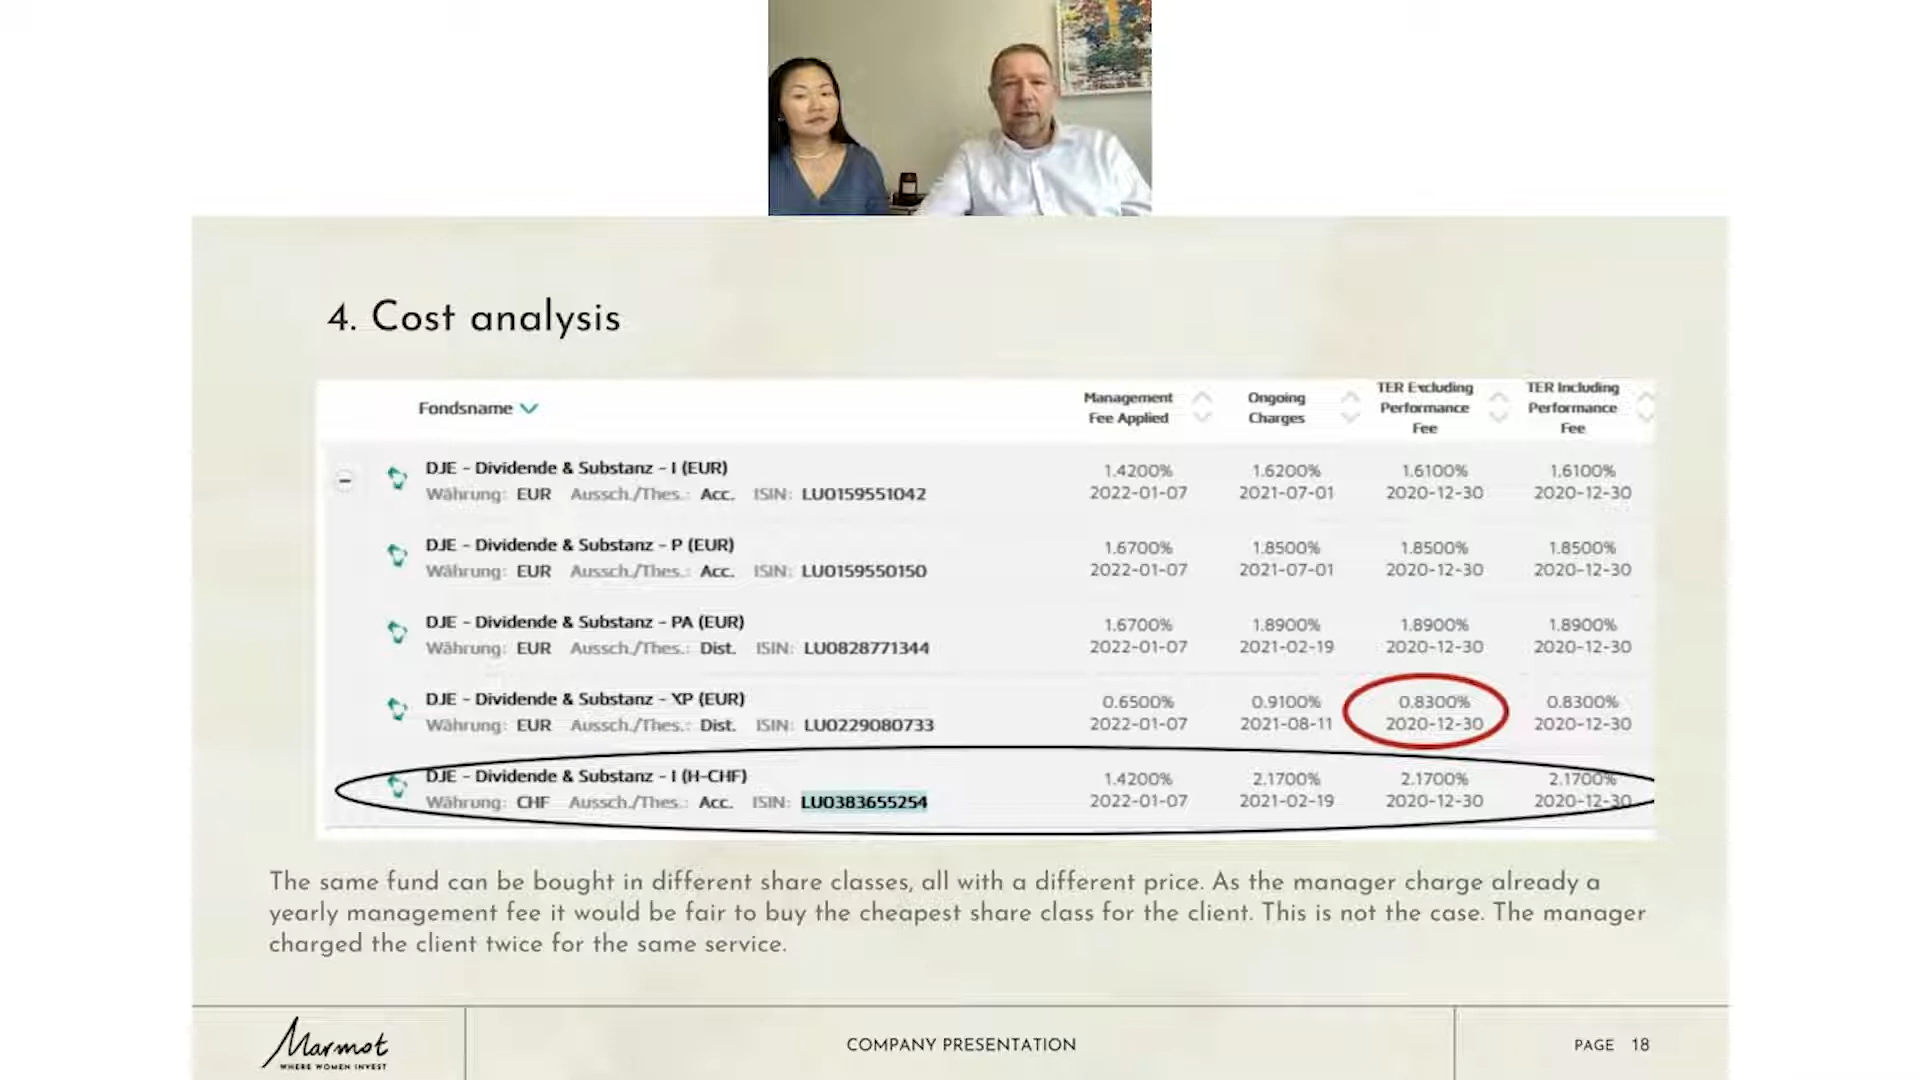 4. Cost analysis
Fondsname
Management Fee Applied
Ongoing Charges
TER Excluding Performance Fee
TER Including Performance Fee
DJE - Dividende & Substanz - I (EUR)
Währung: EUR Aussch./Thes.: Acc. ISIN: LU0159551042
1.4200% 1.6200% 1.6100% 1.6100%
2022-01-07 2021-07-01 2020-12-30 2020-12-30
DJE - Dividende & Substanz - P (EUR)
Währung: EUR Aussch./Thes.: Acc. ISIN: LU0159550150
1.6700% 1.8500% 1.8500% 1.8500%
2022-01-07 2021-07-01 2020-12-30 2020-12-30
DJE - Dividende & Substanz - PA (EUR)
Währung: EUR Aussch./Thes.: Dist. ISIN: LU0828771344
1.6700% 1.8900% 1.8900% 1.8900%
2022-01-07 2021-02-19 2020-12-30 2020-12-30
DJE - Dividende & Substanz - XP (EUR)
Währung: EUR Aussch./Thes.: Dist. ISIN: LU0229080733
0.6500% 0.9100% 0.8300% 0.8300%
2022-01-07 2021-08-11 2020-12-30 2020-12-30
DJE - Dividende & Substanz - I (H-CHF)
Währung: CHF Aussch./Thes.: Acc. ISIN: LU0383655254
1.4200% 2.1700% 2.1700% 2.1700%
2022-01-07 2021-02-19 2020-12-30 2020-12-30
The same fund can be bought in different share classes, all with a different price. As the manager charge already a
yearly management fee it would be fair to buy the cheapest share class for the client. This is not the case. The manager
charged the client twice for the same service.
Marmot
WHERE WOMEN INVEST
COMPANY PRESENTATION
PAGE 18